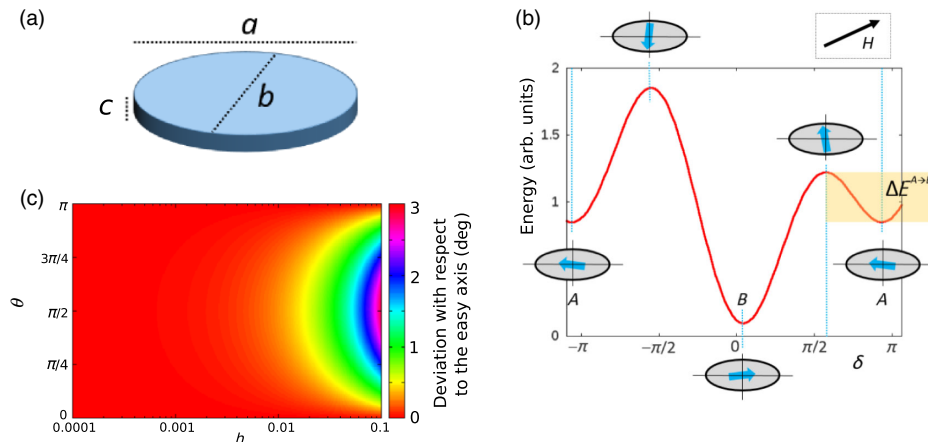 (a)
a
b
c
(b)
H
Energy (arb. units)
2
1.5
1
0.5
0
ΔE
A
B
A
−π
−π/2
0
π/2
π
δ
(c)
θ
π
3π/4
π/2
π/4
0
0.0001
0.001
0.01
0.1
h
3
2
1
0
Deviation with respect
to the easy axis (deg)